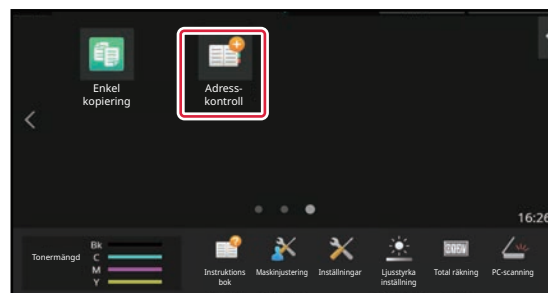 Enkel
kopiering
Adress-
kontroll
16:26
Tonermängd
Bk
C
M
Y
Instruktions
bok
Maskinjustering
Inställningar
Ljusstyrka
inställning
Total räkning
PC-scanning